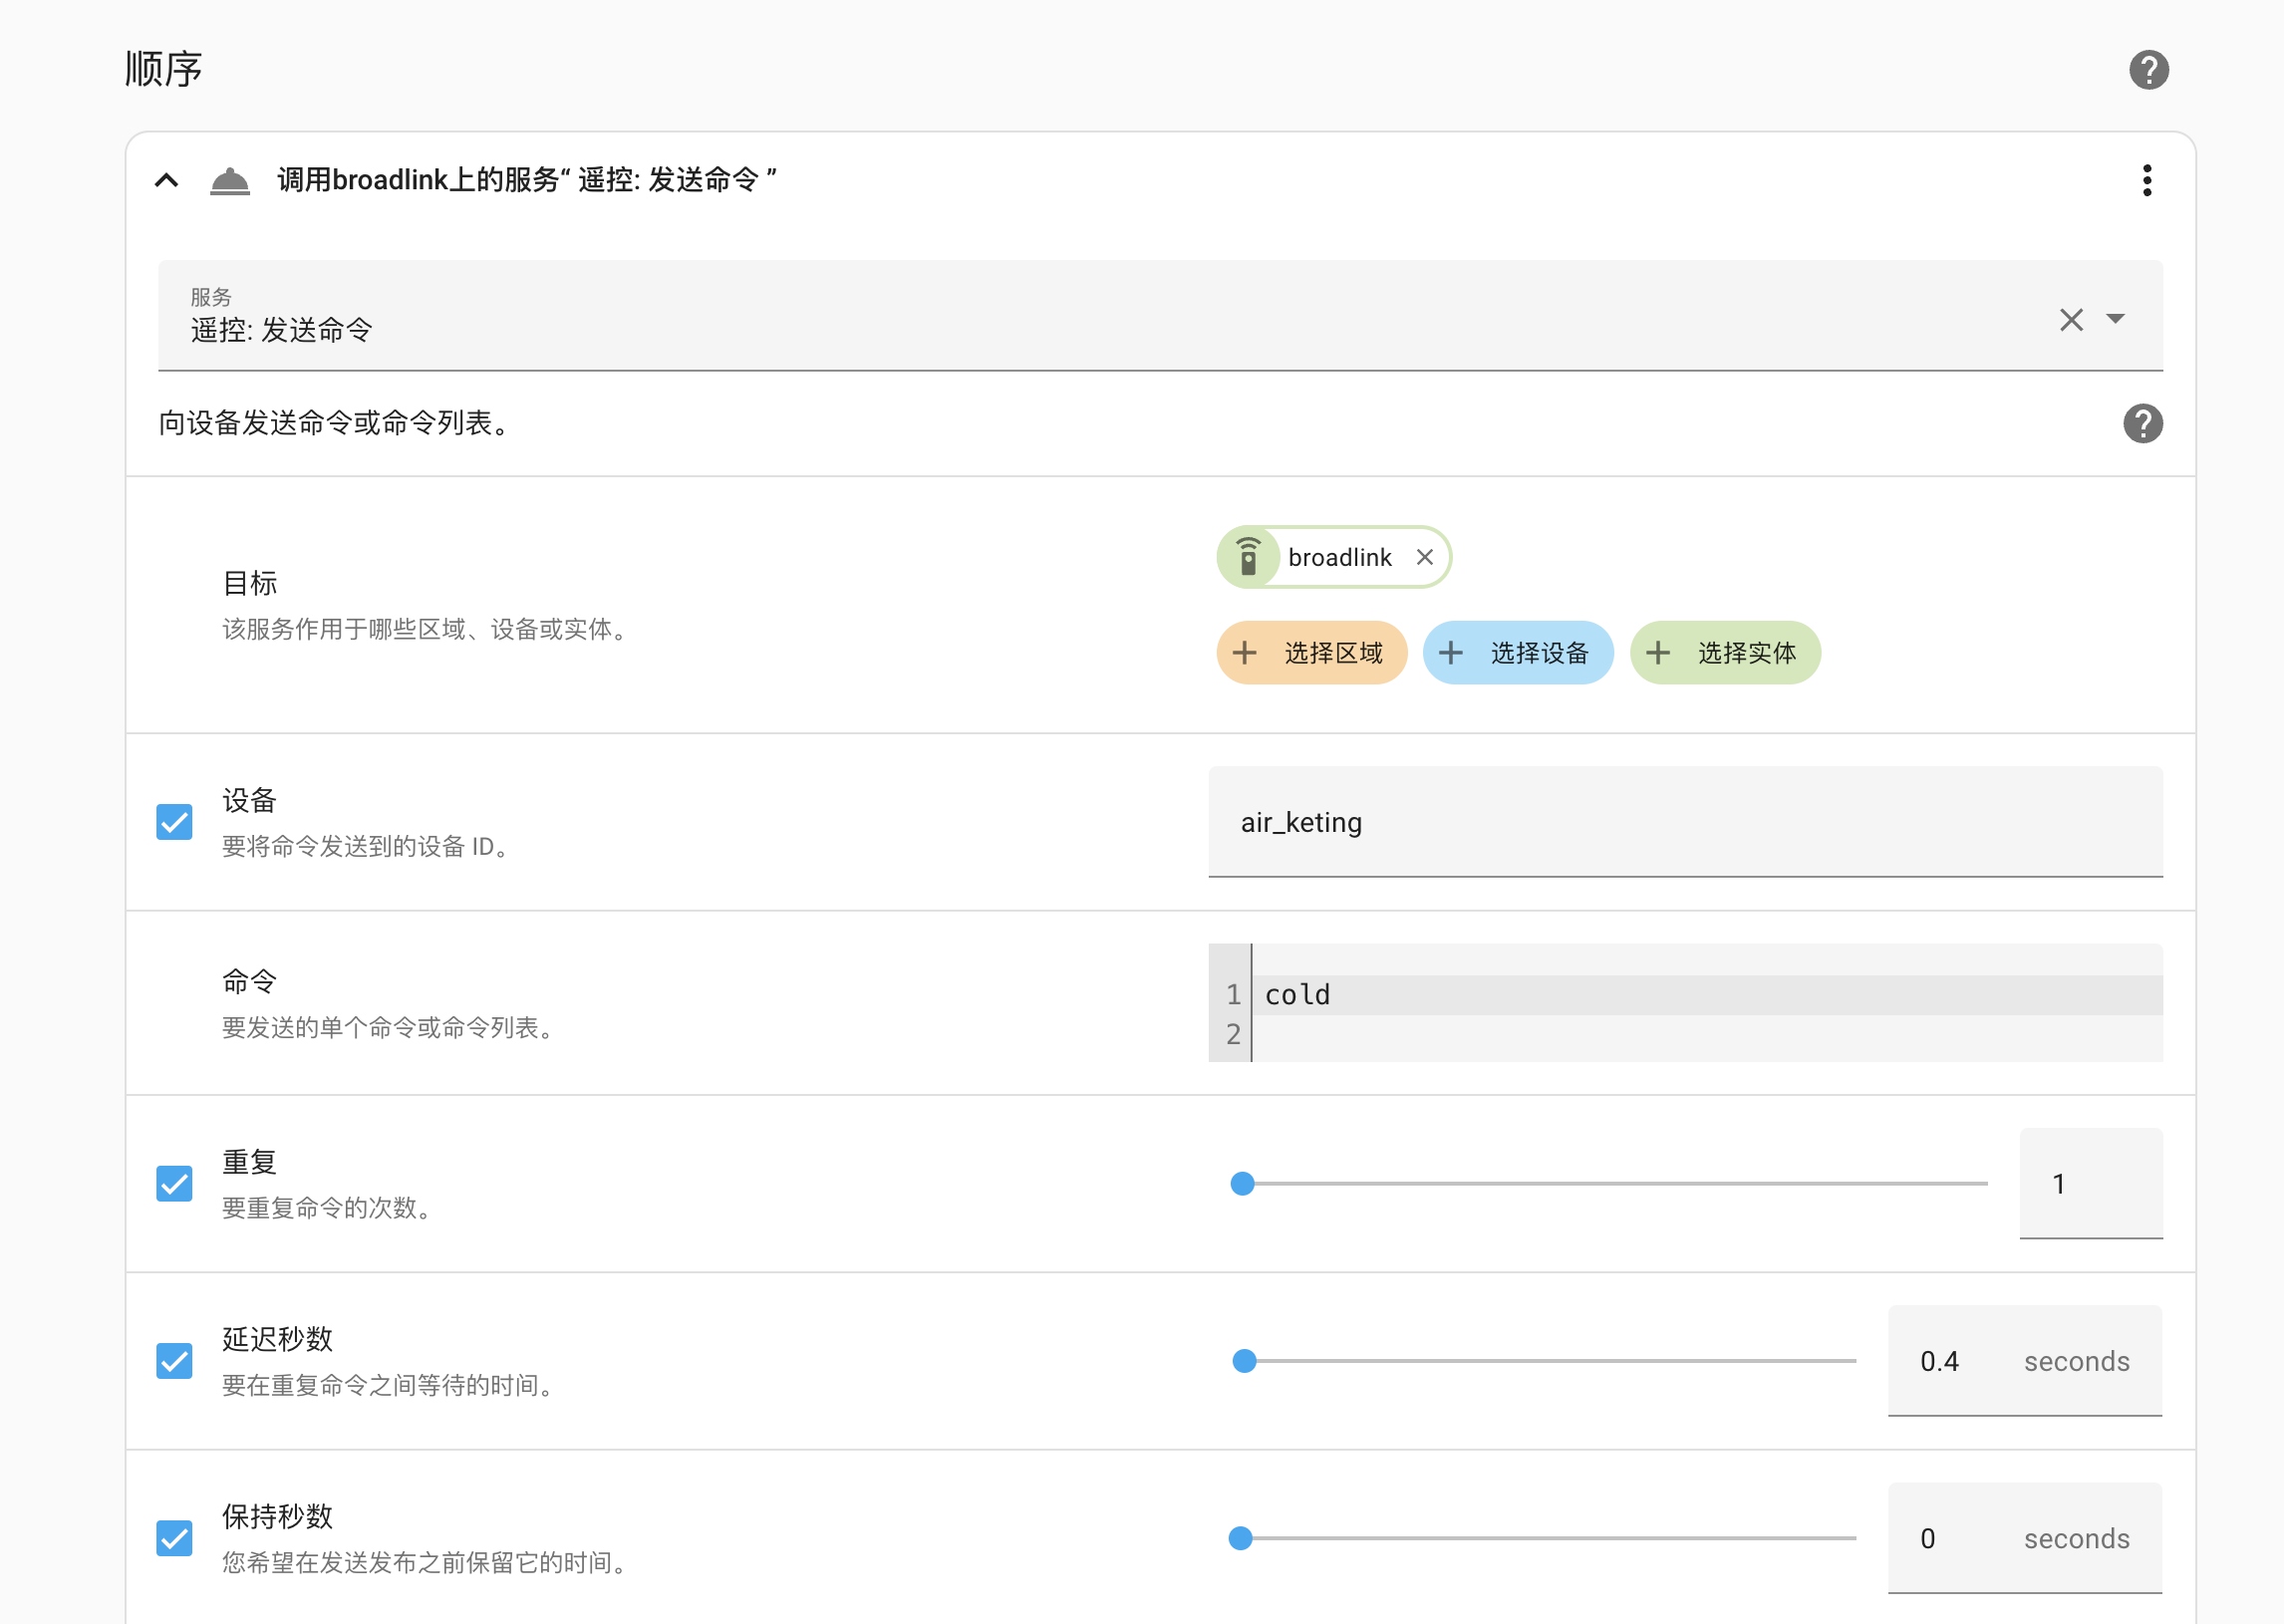 顺序
调用broadlink上的服务“ 遥控: 发送命令 ”
服务
遥控: 发送命令
向设备发送命令或命令列表。
目标
该服务作用于哪些区域、设备或实体。
broadlink
选择区域
选择设备
选择实体
设备
要将命令发送到的设备 ID。
air_keting
命令
要发送的单个命令或命令列表。
1 cold
2
重复
要重复命令的次数。
1
延迟秒数
要在重复命令之间等待的时间。
0.4 seconds
保持秒数
您希望在发送发布之前保留它的时间。
0 seconds